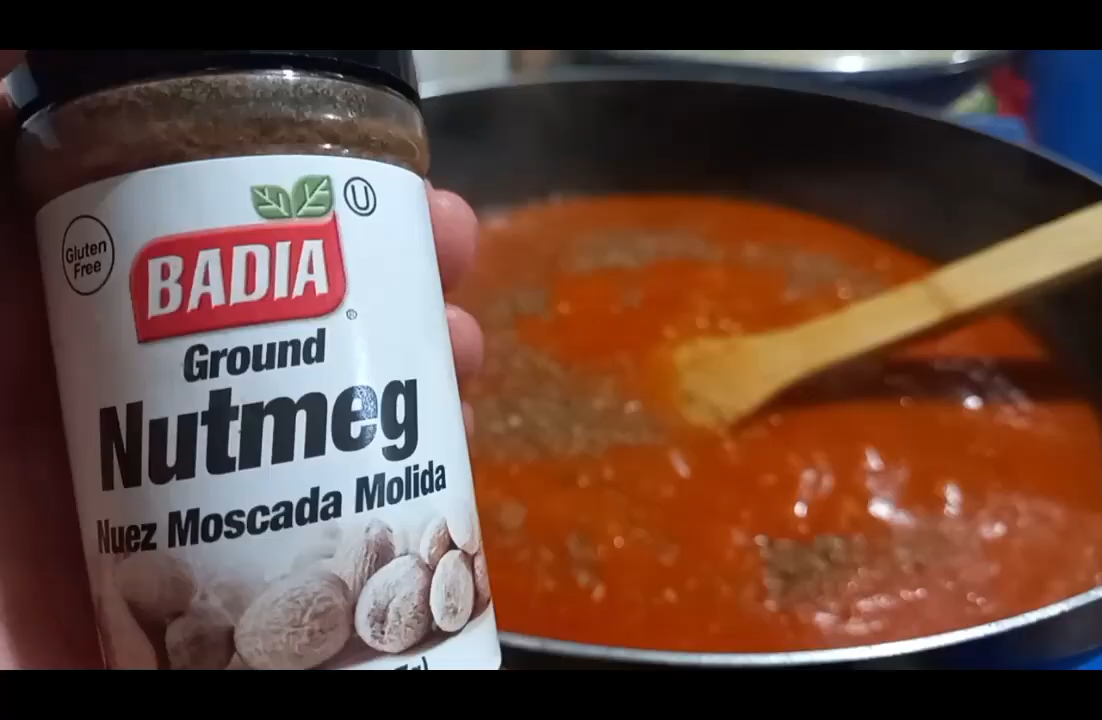 U
Gluten
Free
BADIA
®
Ground
Nutmeg
Nuez Moscada Molida